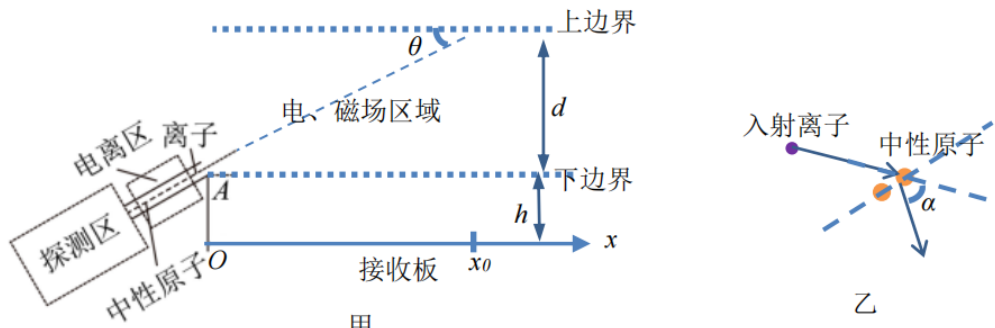 上边界
θ
电、磁场区域
d
电离区
离子
A
下边界
h
探测区
中性原子
O
接收板
x₀
x
甲
入射离子
中性原子
α
乙